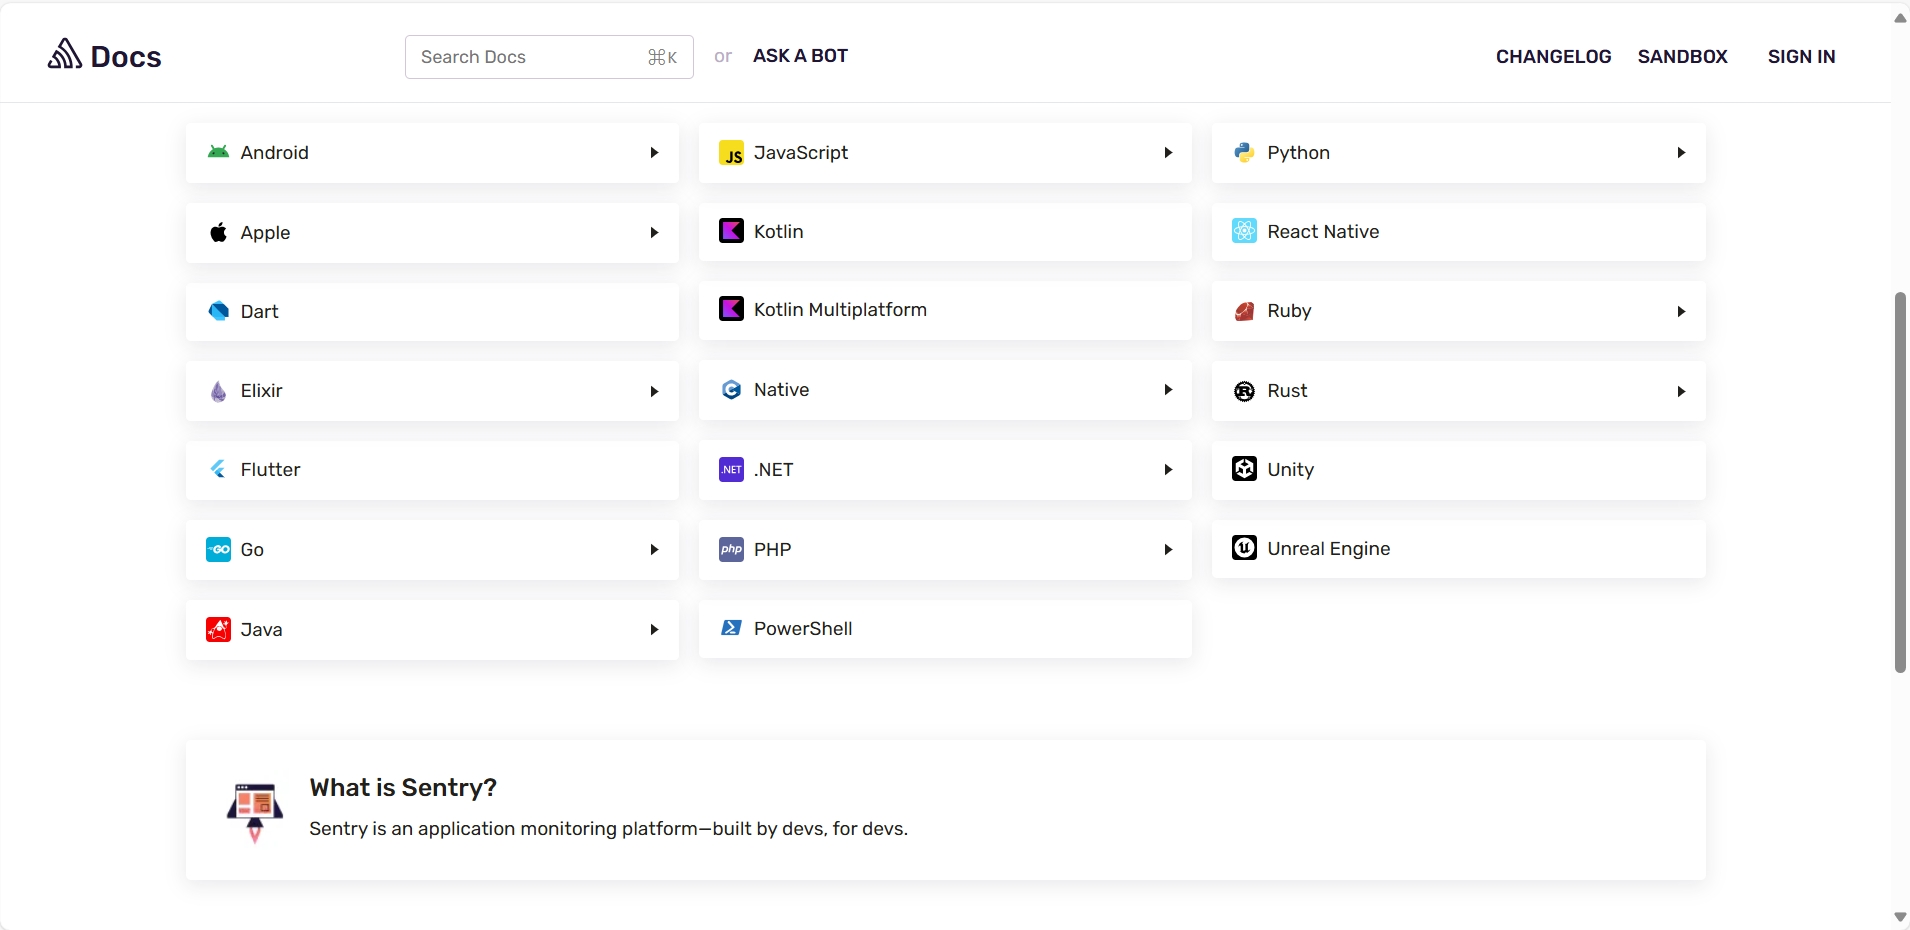 Docs
Search Docs ⌘K or ASK A BOT
CHANGELOG SANDBOX SIGN IN
Android
Apple
Dart
Elixir
Flutter
Go
Java
JS JavaScript
Kotlin
Kotlin Multiplatform
Native
.NET .NET
php PHP
PowerShell
Python
React Native
Ruby
Rust
Unity
Unreal Engine
What is Sentry?
Sentry is an application monitoring platform—built by devs, for devs.